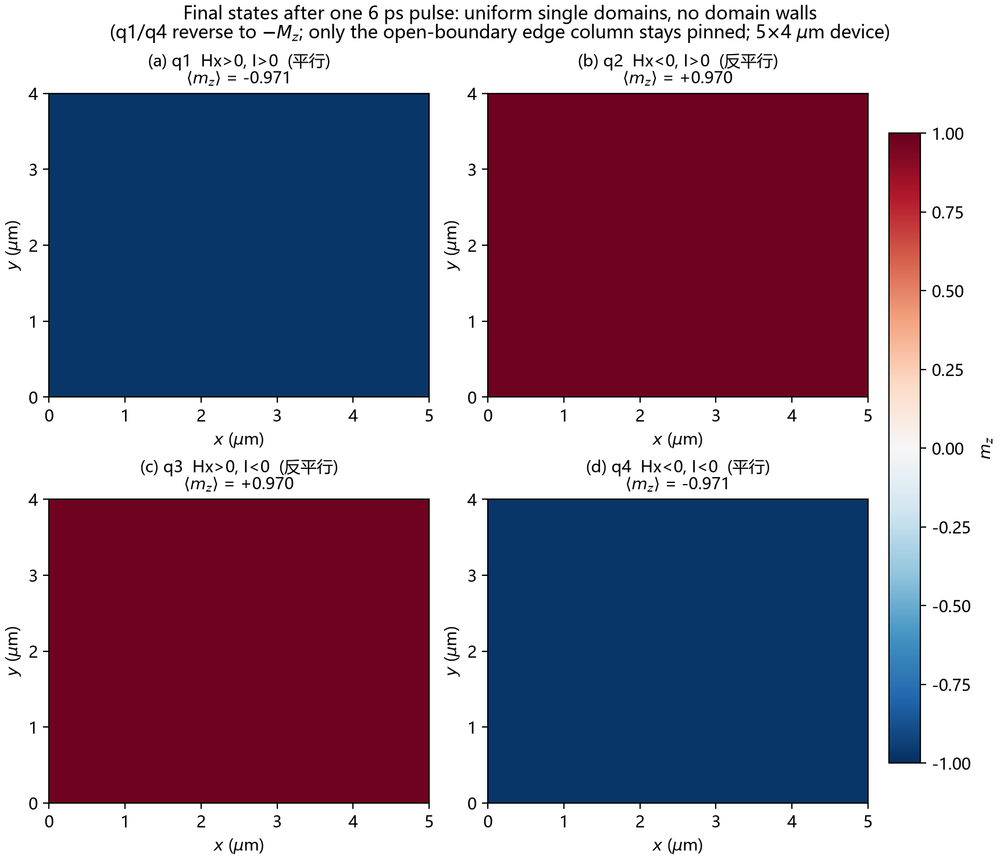 Final states after one 6 ps pulse: uniform single domains, no domain walls
(q1/q4 reverse to −M_z; only the open-boundary edge column stays pinned; 5×4 μm device)
(a) q1 Hx>0, I>0 (平行)
⟨m_z⟩ = -0.971
4
3
2
1
0
y (μm)
0 1 2 3 4 5
x (μm)
(b) q2 Hx<0, I>0 (反平行)
⟨m_z⟩ = +0.970
4
3
2
1
0
y (μm)
0 1 2 3 4 5
x (μm)
(c) q3 Hx>0, I<0 (反平行)
⟨m_z⟩ = +0.970
4
3
2
1
0
y (μm)
0 1 2 3 4 5
x (μm)
(d) q4 Hx<0, I<0 (平行)
⟨m_z⟩ = -0.971
4
3
2
1
0
y (μm)
0 1 2 3 4 5
x (μm)
1.00
0.75
0.50
0.25
0.00
-0.25
-0.50
-0.75
-1.00
m_z